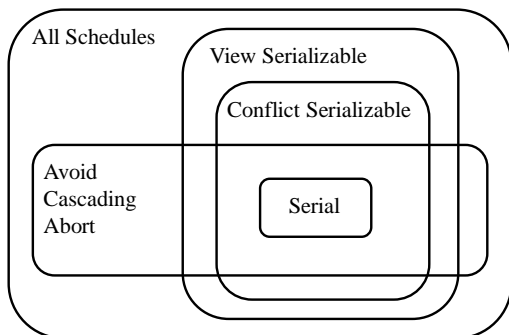 All Schedules
View Serializable
Conflict Serializable
Avoid
Cascading
Abort
Serial